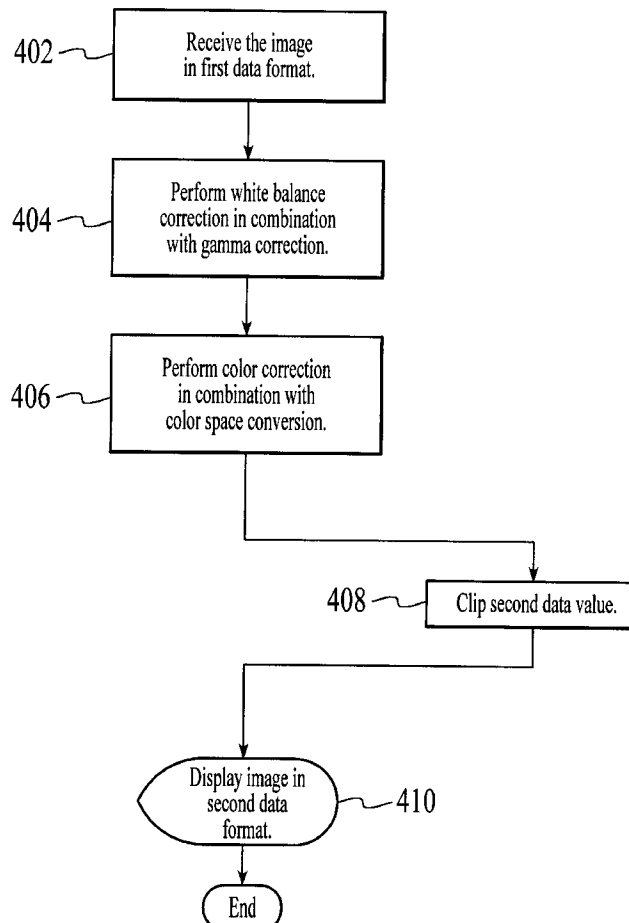 402
Receive the image
in first data format.
404
Perform white balance
correction in combination
with gamma correction.
406
Perform color correction
in combination with
color space conversion.
408
Clip second data value.
Display image in
second data
format.
410
End